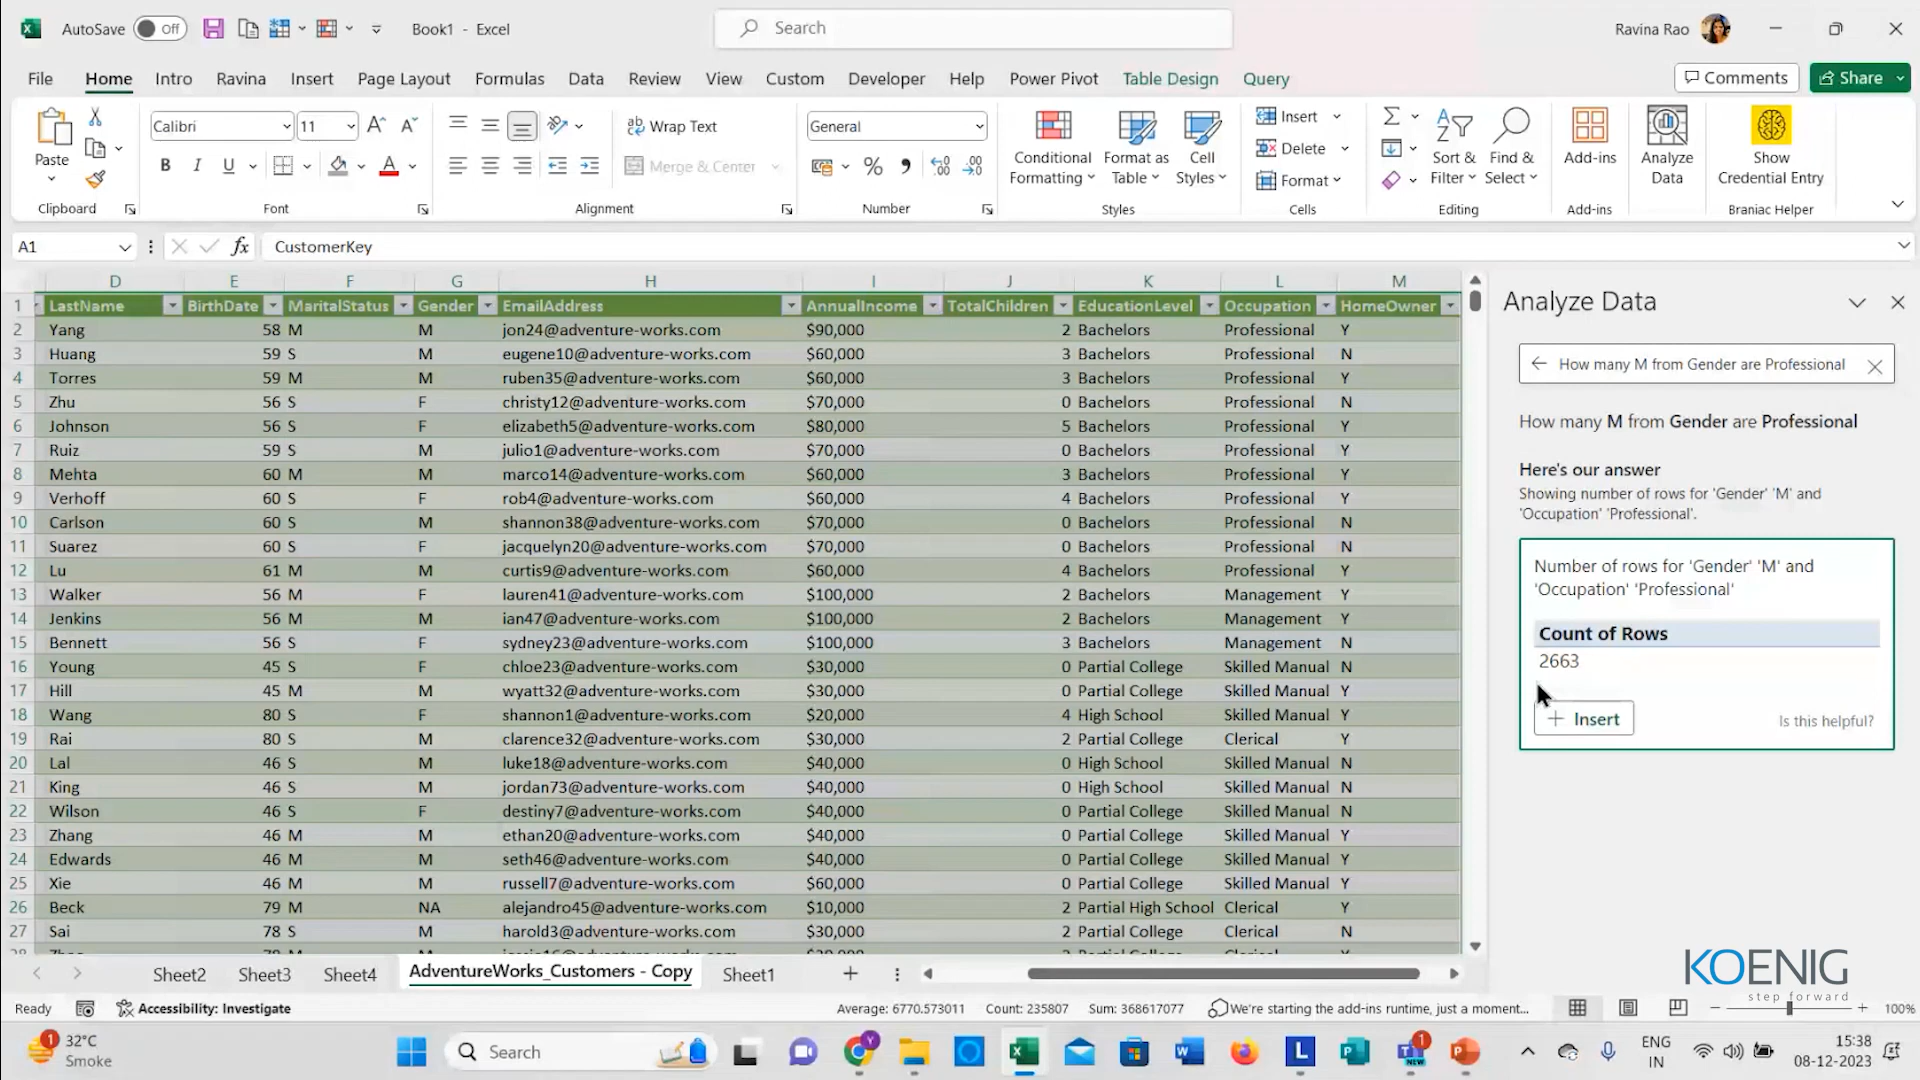 AutoSave Off Book1 - Excel Search Ravina Rao
File Home Intro Ravina Insert Page Layout Formulas Data Review View Custom Developer Help Power Pivot Table Design Query Comments Share
Calibri 11 Wrap Text General Insert
Paste Merge & Center Conditional Formatting Format as Table Cell Styles Delete Sort & Filter Find & Select Add-ins Analyze Data Show Credential Entry
Format
Clipboard Font Alignment Number Styles Cells Editing Add-ins Braniac Helper
A1 fx CustomerKey
D E F G H I J K L M
1 LastName BirthDate MaritalStatus Gender EmailAddress AnnualIncome TotalChildren EducationLevel Occupation HomeOwner
2 Yang 58 M M jon24@adventure-works.com $90,000 2 Bachelors Professional Y
3 Huang 59 S M eugene10@adventure-works.com $60,000 3 Bachelors Professional N
4 Torres 59 M M ruben35@adventure-works.com $60,000 3 Bachelors Professional Y
5 Zhu 56 S F christy12@adventure-works.com $70,000 0 Bachelors Professional N
6 Johnson 56 S F elizabeth5@adventure-works.com $80,000 5 Bachelors Professional Y
7 Ruiz 59 S M julio1@adventure-works.com $70,000 0 Bachelors Professional Y
8 Mehta 60 M M marco14@adventure-works.com $60,000 3 Bachelors Professional Y
9 Verhoff 60 S F rob4@adventure-works.com $60,000 4 Bachelors Professional Y
10 Carlson 60 S M shannon38@adventure-works.com $70,000 0 Bachelors Professional N
11 Suarez 60 S F jacquelyn20@adventure-works.com $70,000 0 Bachelors Professional N
12 Lu 61 M M curtis9@adventure-works.com $60,000 4 Bachelors Professional Y
13 Walker 56 M F lauren41@adventure-works.com $100,000 2 Bachelors Management Y
14 Jenkins 56 M M ian47@adventure-works.com $100,000 2 Bachelors Management Y
15 Bennett 56 S F sydney23@adventure-works.com $100,000 3 Bachelors Management N
16 Young 45 S F chloe23@adventure-works.com $30,000 0 Partial College Skilled Manual N
17 Hill 45 M M wyatt32@adventure-works.com $30,000 0 Partial College Skilled Manual Y
18 Wang 80 S F shannon1@adventure-works.com $20,000 4 High School Skilled Manual Y
19 Rai 80 S M clarence32@adventure-works.com $30,000 2 Partial College Clerical Y
20 Lal 46 S M luke18@adventure-works.com $40,000 0 High School Skilled Manual N
21 King 46 S M jordan73@adventure-works.com $40,000 0 High School Skilled Manual N
22 Wilson 46 S F destiny7@adventure-works.com $40,000 0 Partial College Skilled Manual N
23 Zhang 46 M M ethan20@adventure-works.com $40,000 0 Partial College Skilled Manual Y
24 Edwards 46 M M seth46@adventure-works.com $40,000 0 Partial College Skilled Manual Y
25 Xie 46 M M russell7@adventure-works.com $60,000 0 Partial College Skilled Manual Y
26 Beck 79 M NA alejandro45@adventure-works.com $10,000 2 Partial High School Clerical Y
27 Sai 78 S M harold3@adventure-works.com $30,000 2 Partial College Clerical N
Analyze Data
How many M from Gender are Professional
How many M from Gender are Professional
Here's our answer
Showing number of rows for 'Gender' 'M' and
'Occupation' 'Professional'.
Number of rows for 'Gender' 'M' and
'Occupation' 'Professional'
Count of Rows
2663
Insert Is this helpful?
KOENIG
step forward
Sheet2 Sheet3 Sheet4 AdventureWorks_Customers - Copy Sheet1
Ready Accessibility: Investigate Average: 6770.573011 Count: 235807 Sum: 368617077 We're starting the add-ins runtime, just a moment... 100%
1 32°C Search 1 NEW ENG 15:38
Smoke IN 08-12-2023